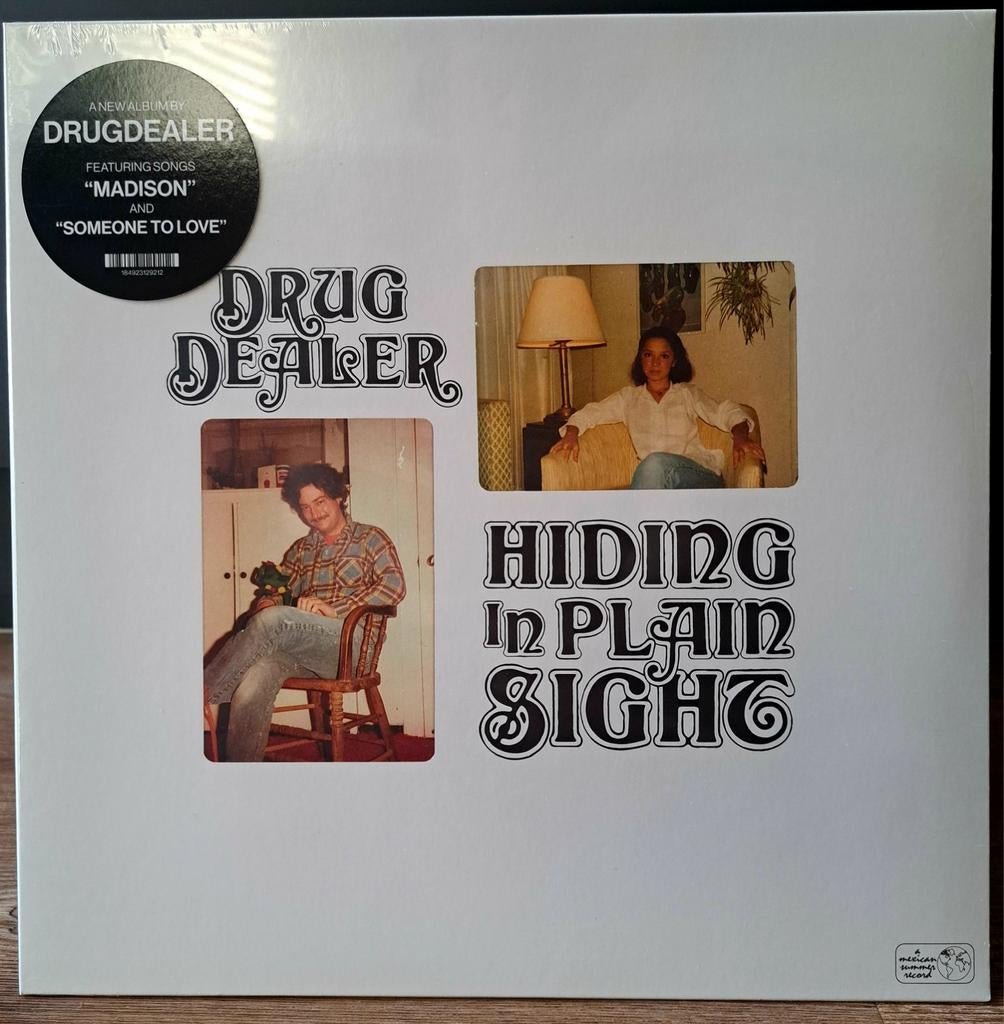 A NEW ALBUM BY
DRUGDEALER
FEATURING SONGS
“MADISON”
AND
“SOMEONE TO LOVE”
184923129212
DRUG
DEALER
HIDING
In PLAIN
SIGHT
a
mexican
summer
record